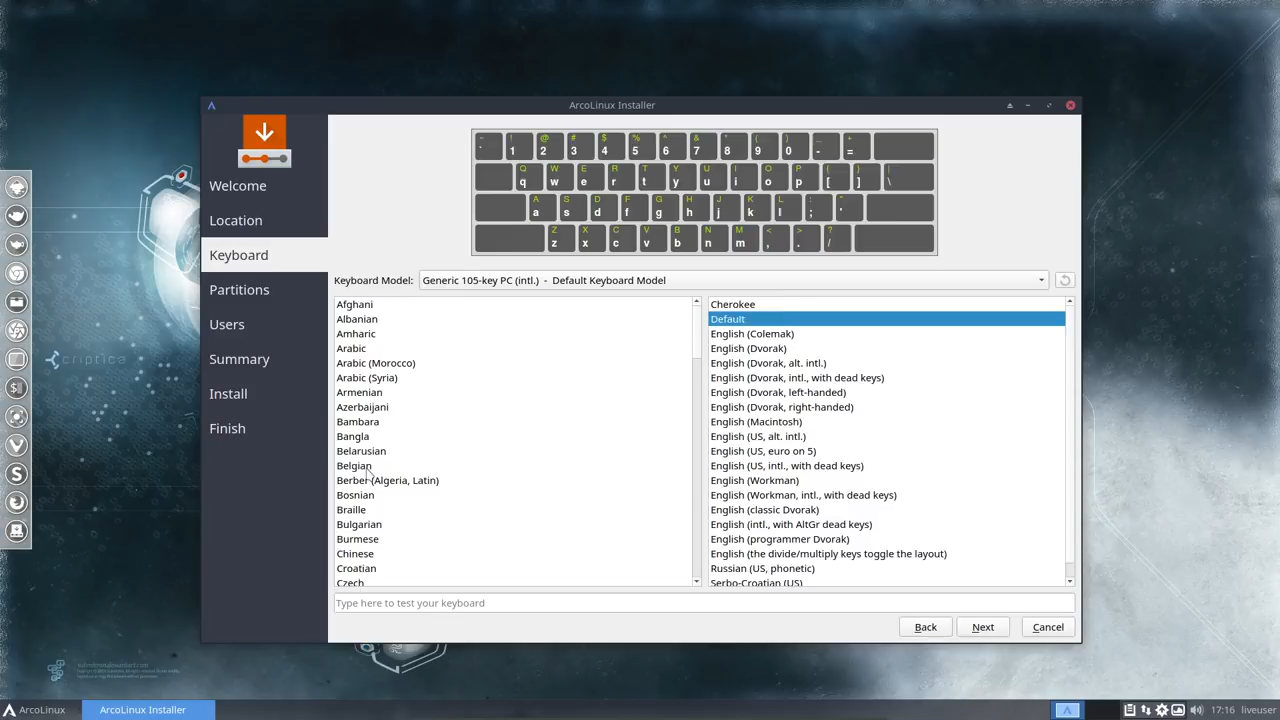 ArcoLinux Installer
Welcome
Location
Keyboard
Partitions
Users
Summary
Install
Finish
~ ! @ # $ % ^ & * ( ) _ +
` 1 2 3 4 5 6 7 8 9 0 - =
Q W E R T Y U I O P { } |
q w e r t y u i o p [ ] \
A S D F G H J K L : "
a s d f g h j k l ; '
Z X C V B N M < > ?
z x c v b n m , . /
Keyboard Model: Generic 105-key PC (intl.) - Default Keyboard Model
Afghani
Albanian
Amharic
Arabic
Arabic (Morocco)
Arabic (Syria)
Armenian
Azerbaijani
Bambara
Bangla
Belarusian
Belgian
Berber (Algeria, Latin)
Bosnian
Braille
Bulgarian
Burmese
Chinese
Croatian
Czech
Cherokee
Default
English (Colemak)
English (Dvorak)
English (Dvorak, alt. intl.)
English (Dvorak, intl., with dead keys)
English (Dvorak, left-handed)
English (Dvorak, right-handed)
English (Macintosh)
English (US, alt. intl.)
English (US, euro on 5)
English (US, intl., with dead keys)
English (Workman)
English (Workman, intl., with dead keys)
English (classic Dvorak)
English (intl., with AltGr dead keys)
English (programmer Dvorak)
English (the divide/multiply keys toggle the layout)
Russian (US, phonetic)
Serbo-Croatian (US)
Type here to test your keyboard
Back Next Cancel
criptica
ArcoLinux ArcoLinux Installer 17:16 liveuser